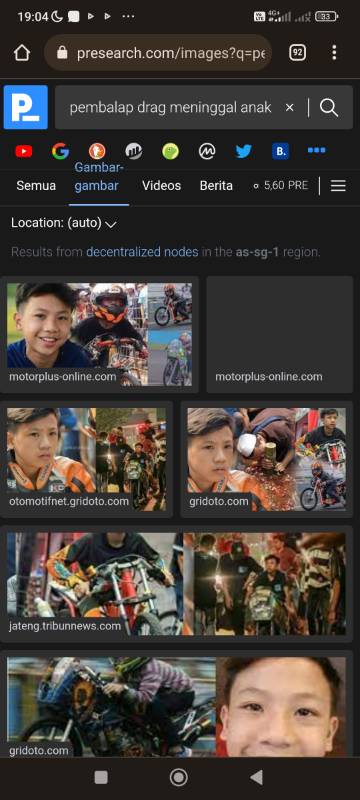 19:04
4G+
33
presearch.com/images?q=pe
92
pembalap drag meninggal anak
Semua
Gambar-
gambar
Videos
Berita
5,60 PRE
Location: (auto)
Results from decentralized nodes in the as-sg-1 region.
motorplus-online.com
motorplus-online.com
otomotifnet.gridoto.com
gridoto.com
jateng.tribunnews.com
gridoto.com